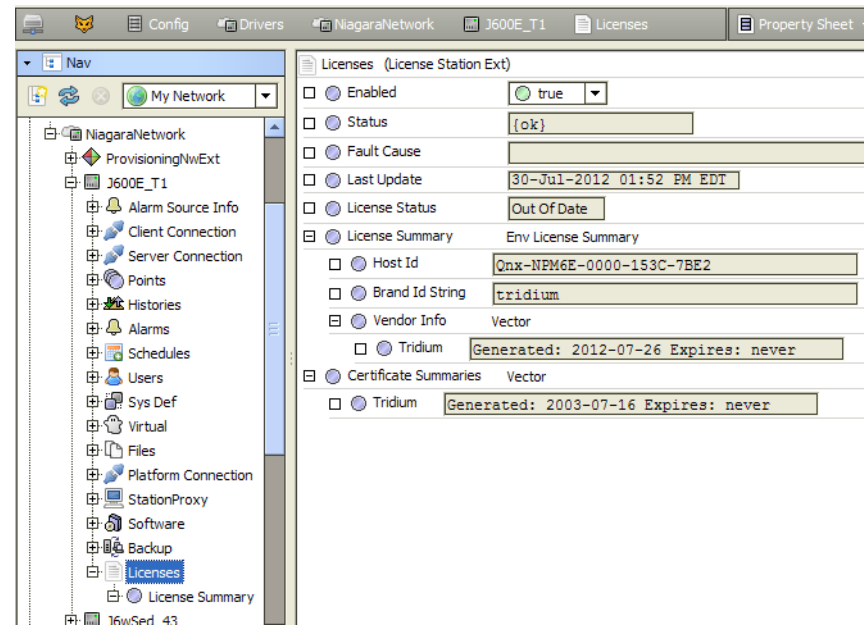 Config Drivers NiagaraNetwork J600E_T1 Licenses Property Sheet
Nav
My Network
NiagaraNetwork
ProvisioningNwExt
J600E_T1
Alarm Source Info
Client Connection
Server Connection
Points
Histories
Alarms
Schedules
Users
Sys Def
Virtual
Files
Platform Connection
StationProxy
Software
Backup
Licenses
License Summary
J6wSed_43
Licenses (License Station Ext)
Enabled true
Status {ok}
Fault Cause
Last Update 30-Jul-2012 01:52 PM EDT
License Status Out Of Date
License Summary Env License Summary
Host Id Qnx-NPM6E-0000-153C-7BE2
Brand Id String tridium
Vendor Info Vector
Tridium Generated: 2012-07-26 Expires: never
Certificate Summaries Vector
Tridium Generated: 2003-07-16 Expires: never